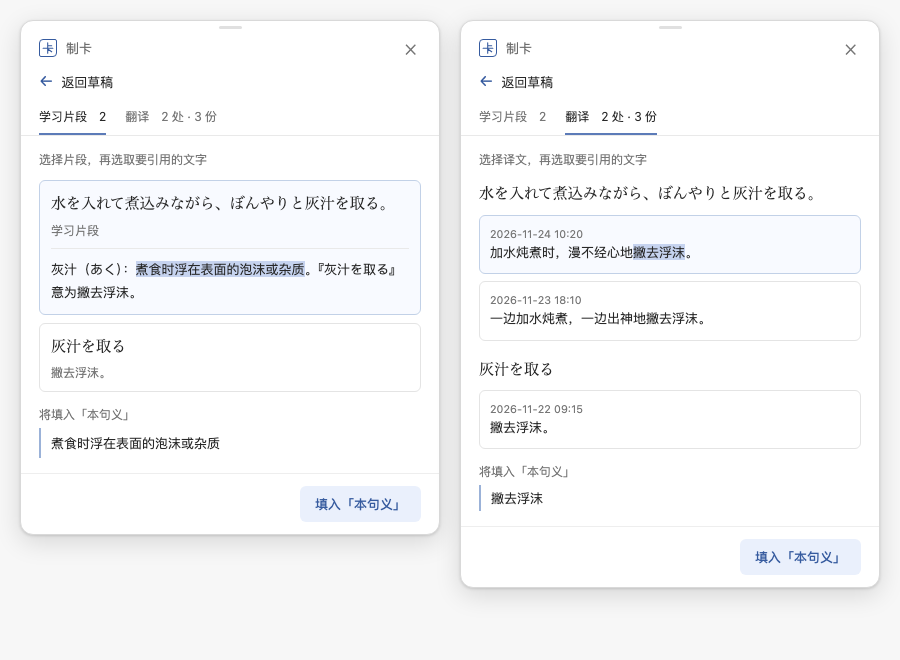 卡 制卡
返回草稿
学习片段 2 翻译 2 处 · 3 份
选择片段，再选取要引用的文字
水を入れて煮込みながら、ぼんやりと灰汁を取る。
学习片段
灰汁（あく）：煮食时浮在表面的泡沫或杂质。『灰汁を取る』
意为撇去浮沫。
灰汁を取る
撇去浮沫。
将填入「本句义」
煮食时浮在表面的泡沫或杂质
填入「本句义」
卡 制卡
返回草稿
学习片段 2 翻译 2 处 · 3 份
选择译文，再选取要引用的文字
水を入れて煮込みながら、ぼんやりと灰汁を取る。
2026-11-24 10:20
加水炖煮时，漫不经心地撇去浮沫。
2026-11-23 18:10
一边加水炖煮，一边出神地撇去浮沫。
灰汁を取る
2026-11-22 09:15
撇去浮沫。
将填入「本句义」
撇去浮沫
填入「本句义」